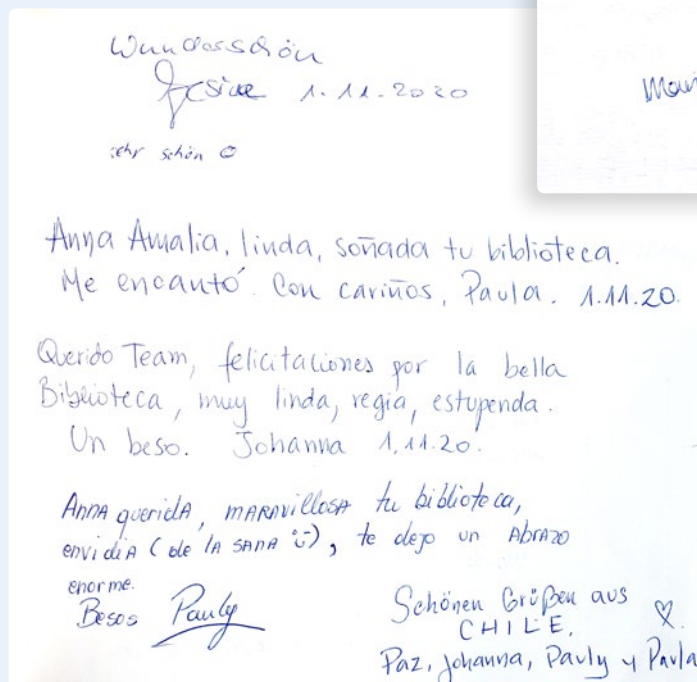 Wunderschön
1.11.2020
sehr schön ☺
Anna Amalia, linda, soñada tu biblioteca.
Me encantó. Con cariños, Paula. 1.11.20.
Querido Team, felicitaciones por la bella
Biblioteca, muy linda, regia, estupenda.
Un beso. Johanna 1.11.20.
Anna querida, MARAVILLOSA tu biblioteca,
envidia (de la SANA ü), te dejo un Abrazo
enorme.
Besos Pauly
Schönen Grüßen aus
CHILE, ♡.
Paz, Johanna, Pauly y Paula